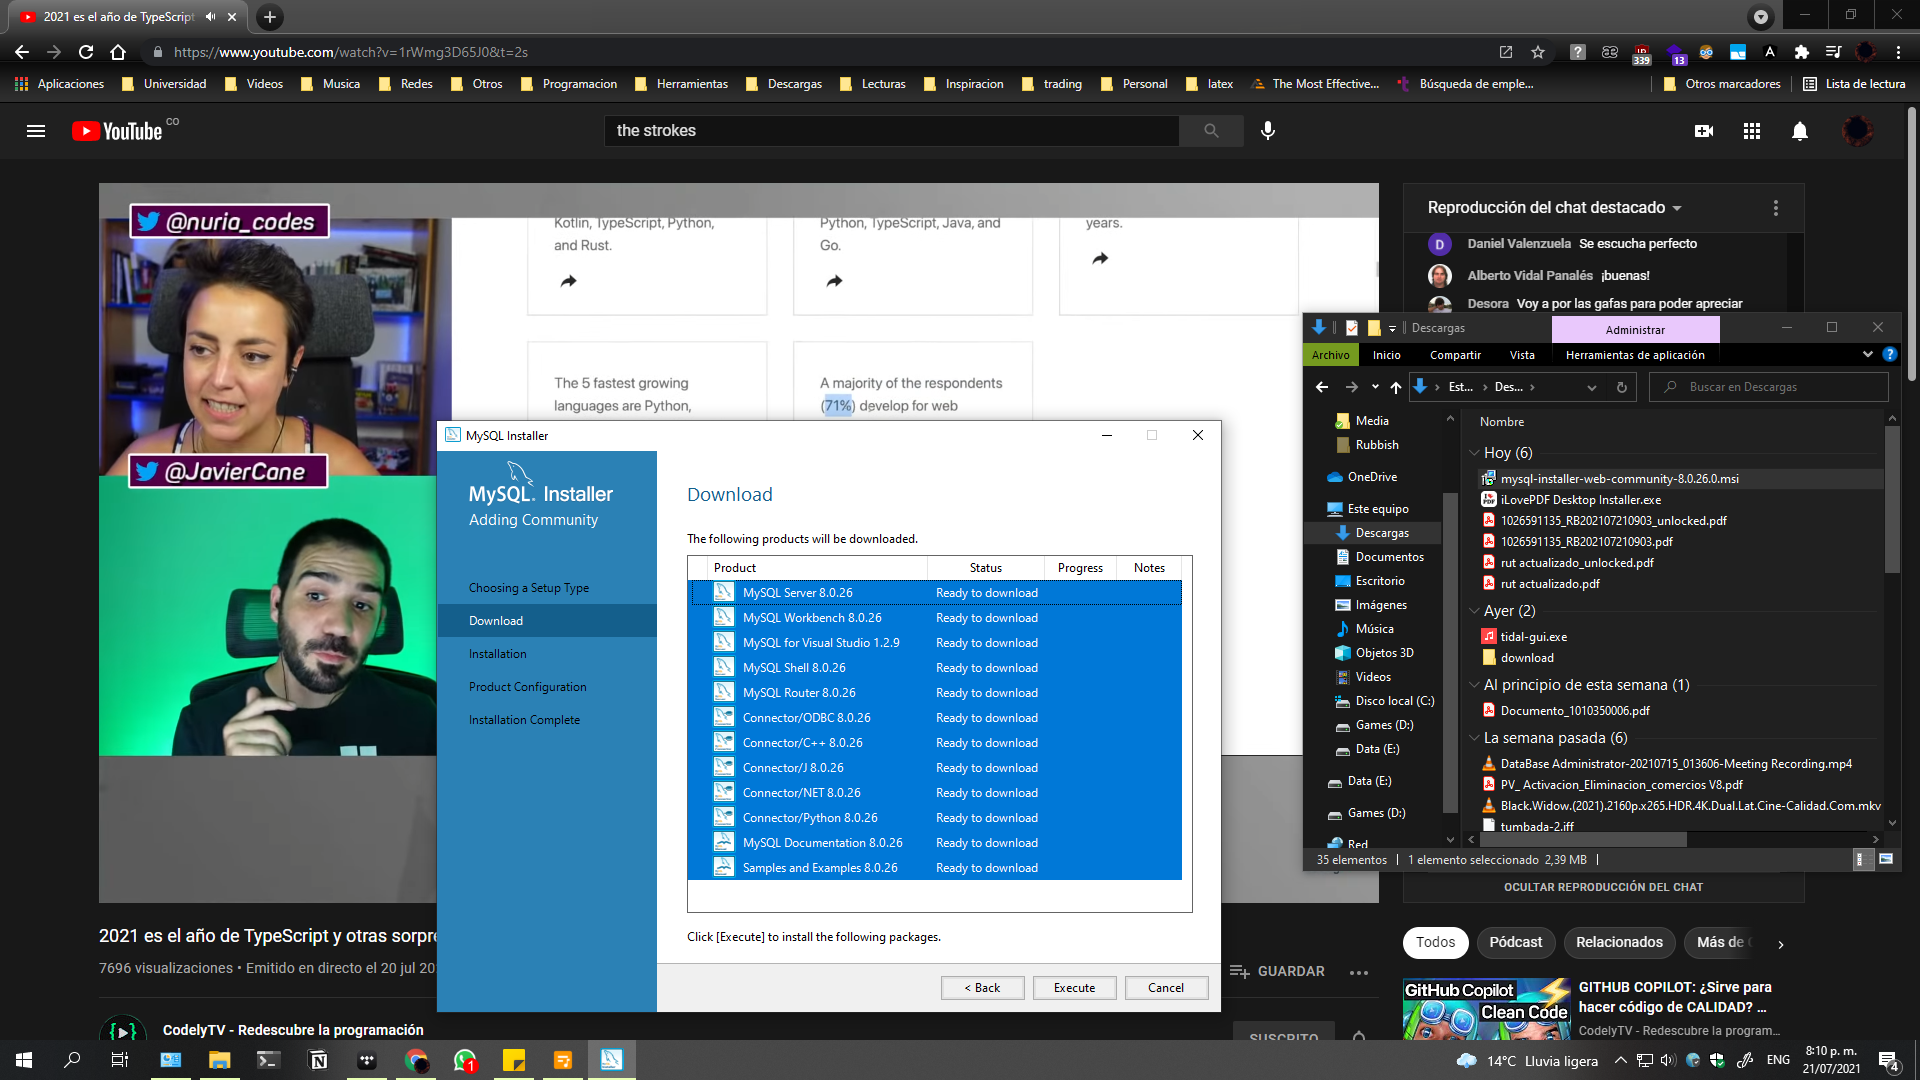 2021 es el año de TypeScript
https://www.youtube.com/watch?v=1rWmg3D65J0&t=2s
339
13
Aplicaciones
Universidad
Videos
Musica
Redes
Otros
Programacion
Herramientas
Descargas
Lecturas
Inspiracion
trading
Personal
latex
The Most Effective...
Búsqueda de emple...
Otros marcadores
Lista de lectura
YouTube CO
the strokes
@nuria_codes
@JavierCane
Kotlin, TypeScript, Python,
and Rust.
Python, TypeScript, Java, and
Go.
years.
The 5 fastest growing
languages are Python,
A majority of the respondents
(71%) develop for web
Reproducción del chat destacado
D Daniel Valenzuela Se escucha perfecto
Alberto Vidal Panalés ¡buenas!
Desora Voy a por las gafas para poder apreciar
MySQL Installer
MySQL. Installer
Adding Community
Choosing a Setup Type
Download
Installation
Product Configuration
Installation Complete
Download
The following products will be downloaded.
Product Status Progress Notes
MySQL Server 8.0.26 Ready to download
MySQL Workbench 8.0.26 Ready to download
MySQL for Visual Studio 1.2.9 Ready to download
MySQL Shell 8.0.26 Ready to download
MySQL Router 8.0.26 Ready to download
Connector/ODBC 8.0.26 Ready to download
Connector/C++ 8.0.26 Ready to download
Connector/J 8.0.26 Ready to download
Connector/NET 8.0.26 Ready to download
Connector/Python 8.0.26 Ready to download
MySQL Documentation 8.0.26 Ready to download
Samples and Examples 8.0.26 Ready to download
Click [Execute] to install the following packages.
< Back
Execute
Cancel
Descargas
Administrar
Archivo
Inicio
Compartir
Vista
Herramientas de aplicación
Est...
Des...
Buscar en Descargas
Media
Rubbish
OneDrive
Este equipo
Descargas
Documentos
Escritorio
Imágenes
Música
Objetos 3D
Videos
Disco local (C:)
Games (D:)
Data (E:)
Data (E:)
Games (D:)
Red
Nombre
Hoy (6)
mysql-installer-web-community-8.0.26.0.msi
iLovePDF Desktop Installer.exe
1026591135_RB202107210903_unlocked.pdf
1026591135_RB202107210903.pdf
rut actualizado_unlocked.pdf
rut actualizado.pdf
Ayer (2)
tidal-gui.exe
download
Al principio de esta semana (1)
Documento_1010350006.pdf
La semana pasada (6)
DataBase Administrator-20210715_013606-Meeting Recording.mp4
PV_ Activacion_Eliminacion_comercios V8.pdf
Black.Widow.(2021).2160p.x265.HDR.4K.Dual.Lat.Cine-Calidad.Com.mkv
tumbada-2.iff
35 elementos
1 elemento seleccionado 2,39 MB
OCULTAR REPRODUCCIÓN DEL CHAT
2021 es el año de TypeScript y otras sorpre
7696 visualizaciones • Emitido en directo el 20 jul 20
GUARDAR
CodelyTV - Redescubre la programación
SUSCRITO
Todos
Pódcast
Relacionados
Más de
GitHub Copilot
Clean Code
GITHUB COPILOT: ¿Sirve para
hacer código de CALIDAD? ...
CodelyTV - Redescubre la program...
1
14°C Lluvia ligera
ENG
8:10 p. m.
21/07/2021
4